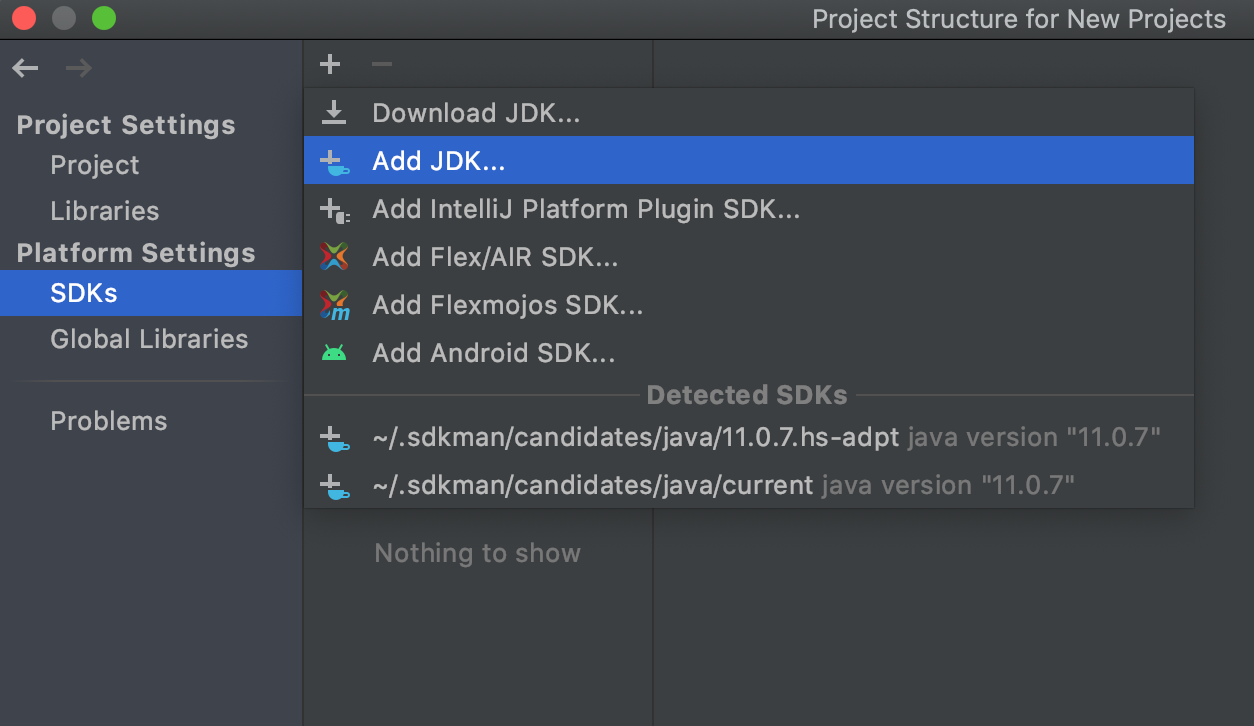 Project Structure for New Projects
Project Settings
Project
Libraries
Platform Settings
SDKs
Global Libraries
Problems
Download JDK...
Add JDK...
Add IntelliJ Platform Plugin SDK...
Add Flex/AIR SDK...
Add Flexmojos SDK...
Add Android SDK...
Detected SDKs
~/.sdkman/candidates/java/11.0.7.hs-adpt java version "11.0.7"
~/.sdkman/candidates/java/current java version "11.0.7"
Nothing to show